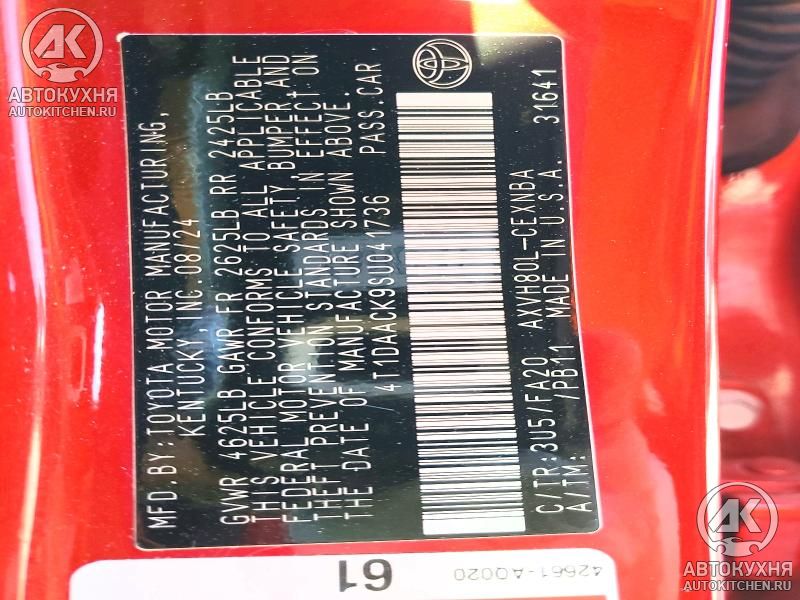 MFD.BY:TOYOTA MOTOR MANUFACTURING,
KENTUCKY, INC.08/24
GVWR 4625LB GAWR FR 2625LB RR 2425LB
THIS VEHICLE CONFORMS TO ALL APPLICABLE
FEDERAL MOTOR VEHICLE SAFETY BUMPER,AND
THEFT PREVENTION STANDARDS IN EFFECT ON
THE DATE OF MANUFACTURE SHOWN ABOVE.
4T1DAACK9SU041736 PASS.CAR
C/TR:3U5/FA20 AXVH80L-CEXNBA 31641
A/TM: /PB11 MADE IN U.S.A.
61
42661-AQ020
АК
АВТОКУХНЯ
AUTOKITCHEN.RU
АК
АВТОКУХНЯ
AUTOKITCHEN.RU